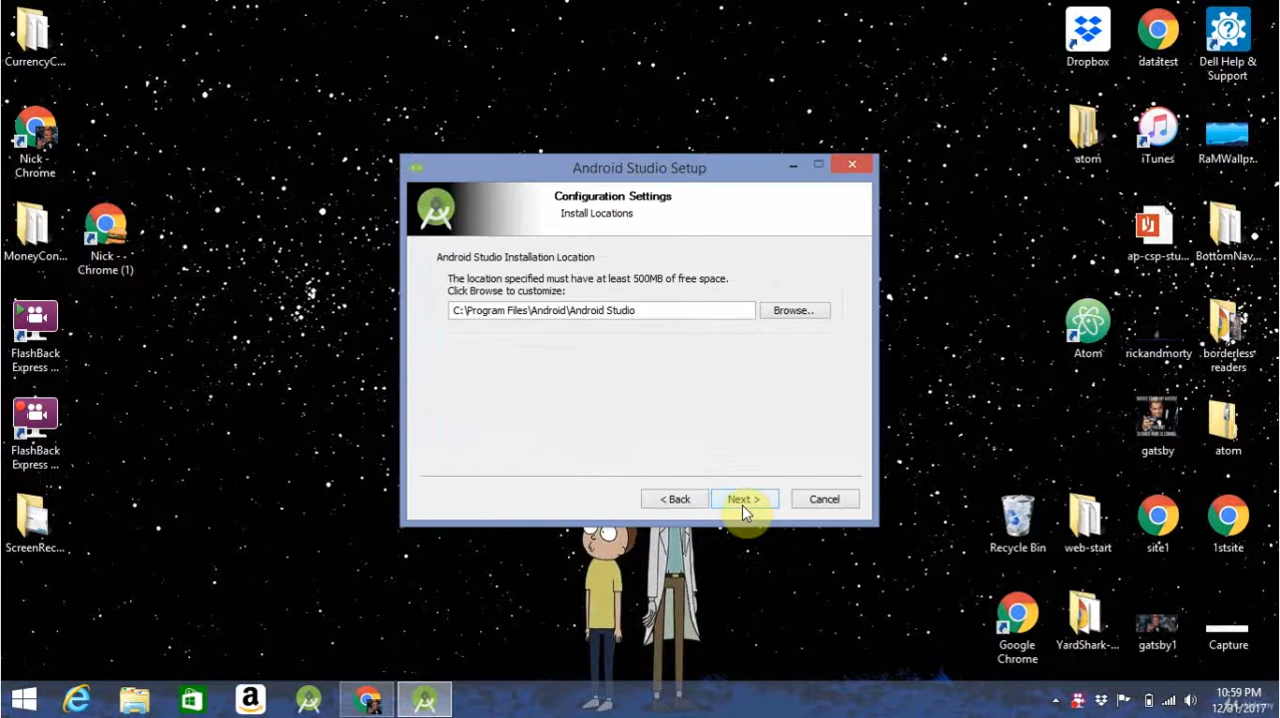 CurrencyC...
Nick -
Chrome
MoneyCon...
Nick - -
Chrome (1)
FlashBack
Express ...
FlashBack
Express ...
ScreenRec...
Android Studio Setup
Configuration Settings
Install Locations
Android Studio Installation Location
The location specified must have at least 500MB of free space.
Click Browse to customize:
C:\Program Files\Android\Android Studio
Browse..
< Back
Next >
Cancel
Dropbox
datatest
Dell Help &
Support
atom
iTunes
RaMWallp...
ap-csp-stu...
BottomNav...
Atom
rickandmorty
borderless
readers
gatsby
atom
Recycle Bin
web-start
site1
1stsite
Google
Chrome
YardShark-...
gatsby1
Capture
10:59 PM
12/01/2017